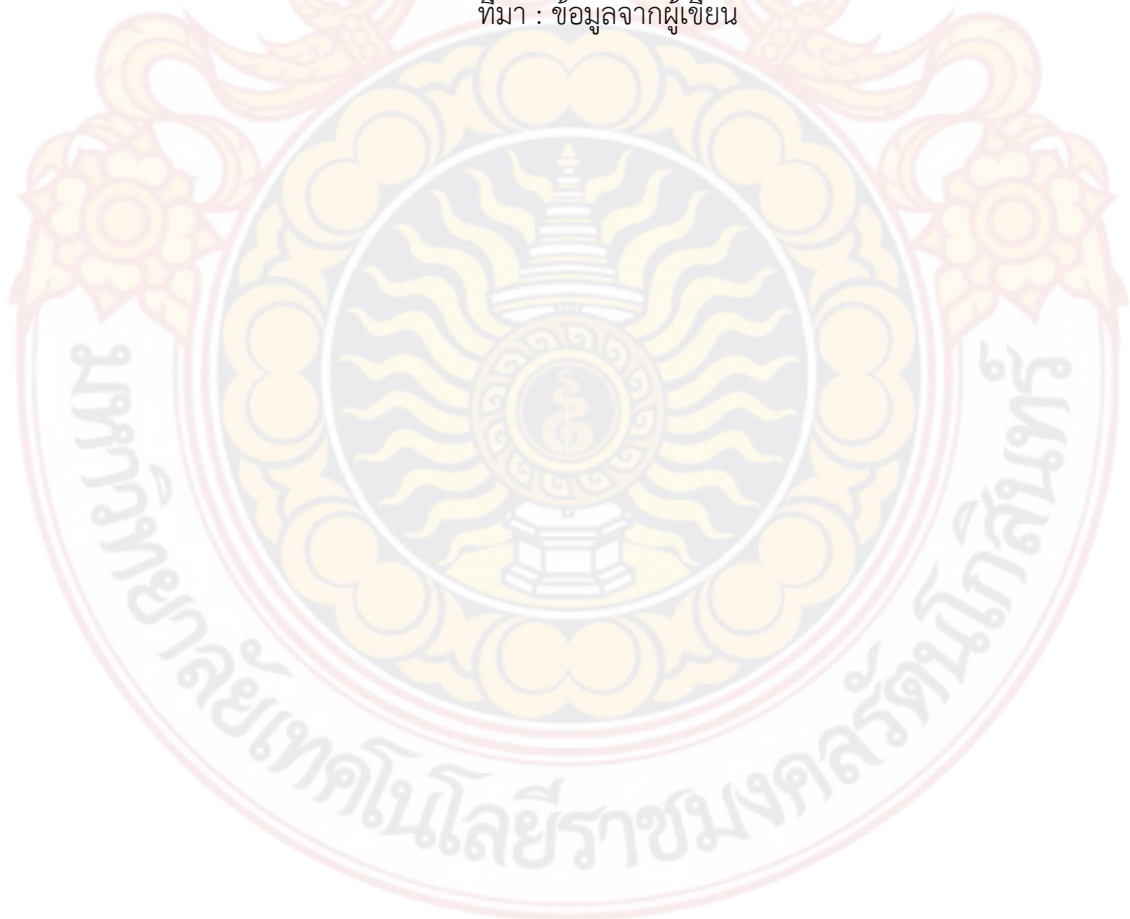 ที่มา : ข้อมูลจากผู้เขียน
มหาวิทยาลัยเทคโนโลยีราชมงคลรัตนโกสินทร์